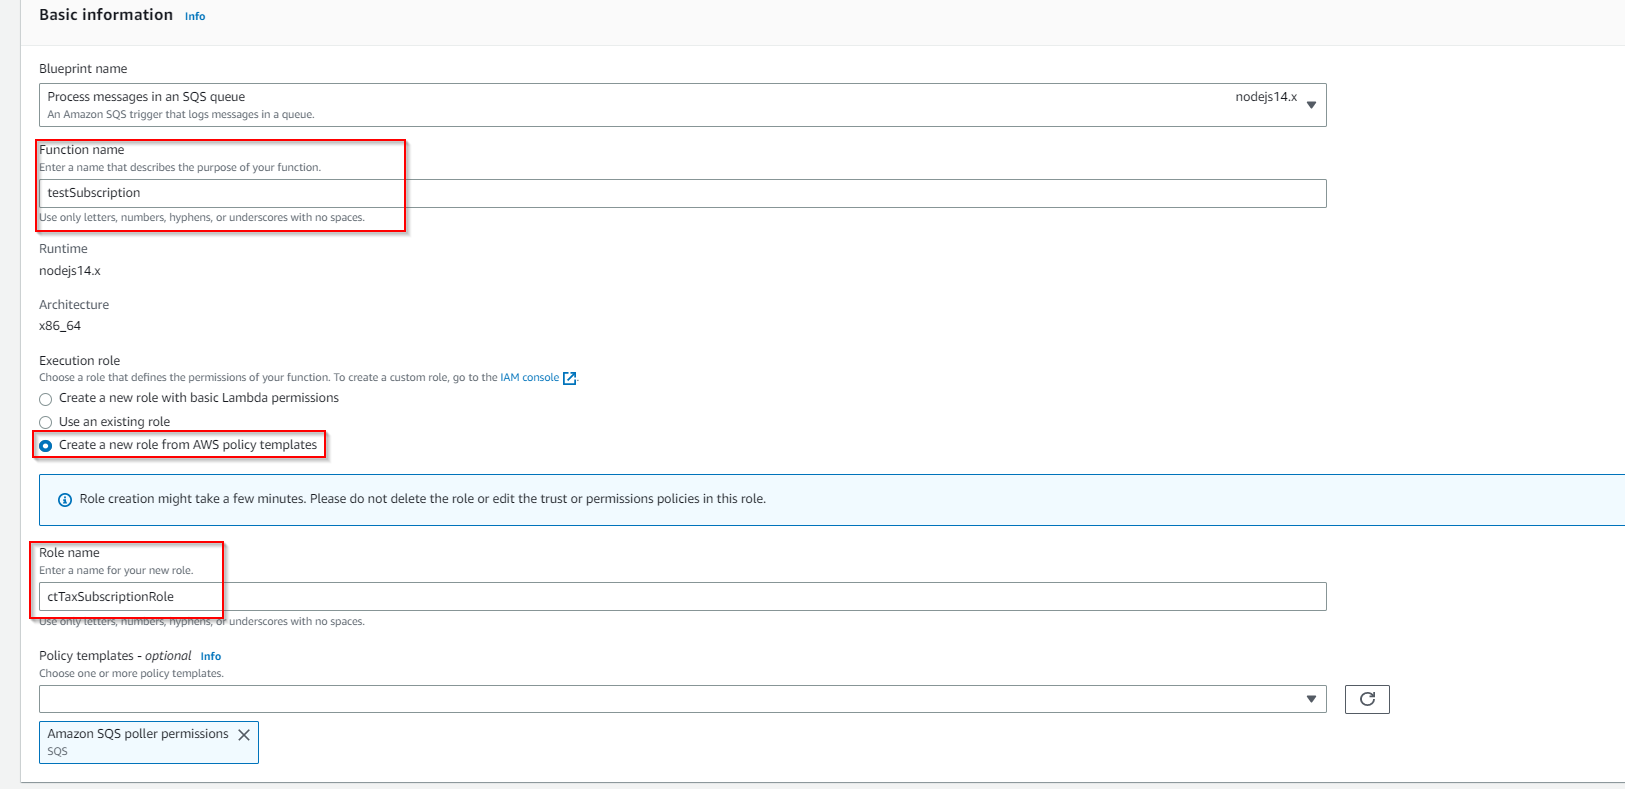 Basic information Info
Blueprint name
Process messages in an SQS queue nodejs14.x
An Amazon SQS trigger that logs messages in a queue.
Function name
Enter a name that describes the purpose of your function.
testSubscription
Use only letters, numbers, hyphens, or underscores with no spaces.
Runtime
nodejs14.x
Architecture
x86_64
Execution role
Choose a role that defines the permissions of your function. To create a custom role, go to the IAM console.
Create a new role with basic Lambda permissions
Use an existing role
Create a new role from AWS policy templates
Role creation might take a few minutes. Please do not delete the role or edit the trust or permissions policies in this role.
Role name
Enter a name for your new role.
ctTaxSubscriptionRole
Use only letters, numbers, hyphens, or underscores with no spaces.
Policy templates - optional Info
Choose one or more policy templates.
Amazon SQS poller permissions
SQS